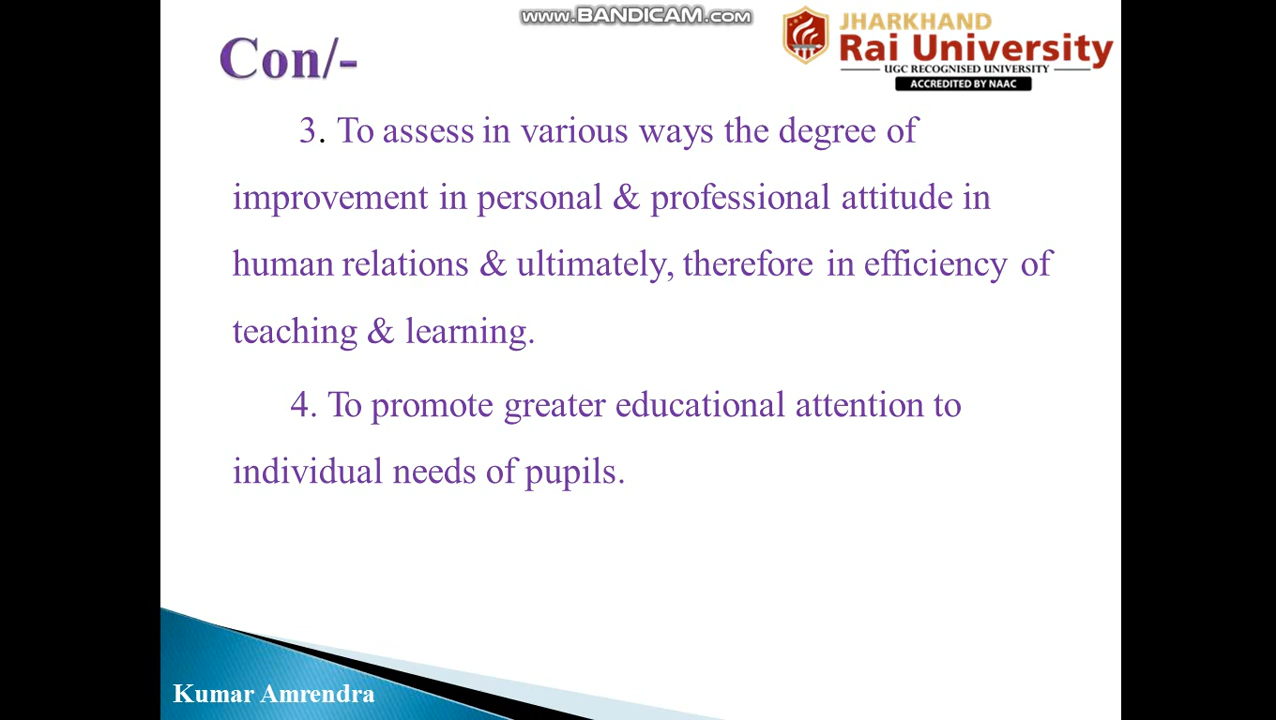 www.BANDICAM.com
Con/-
JHARKHAND
Rai University
UGC RECOGNISED UNIVERSITY
ACCREDITED BY NAAC
3. To assess in various ways the degree of
improvement in personal & professional attitude in
human relations & ultimately, therefore in efficiency of
teaching & learning.
4. To promote greater educational attention to
individual needs of pupils.
Kumar Amrendra